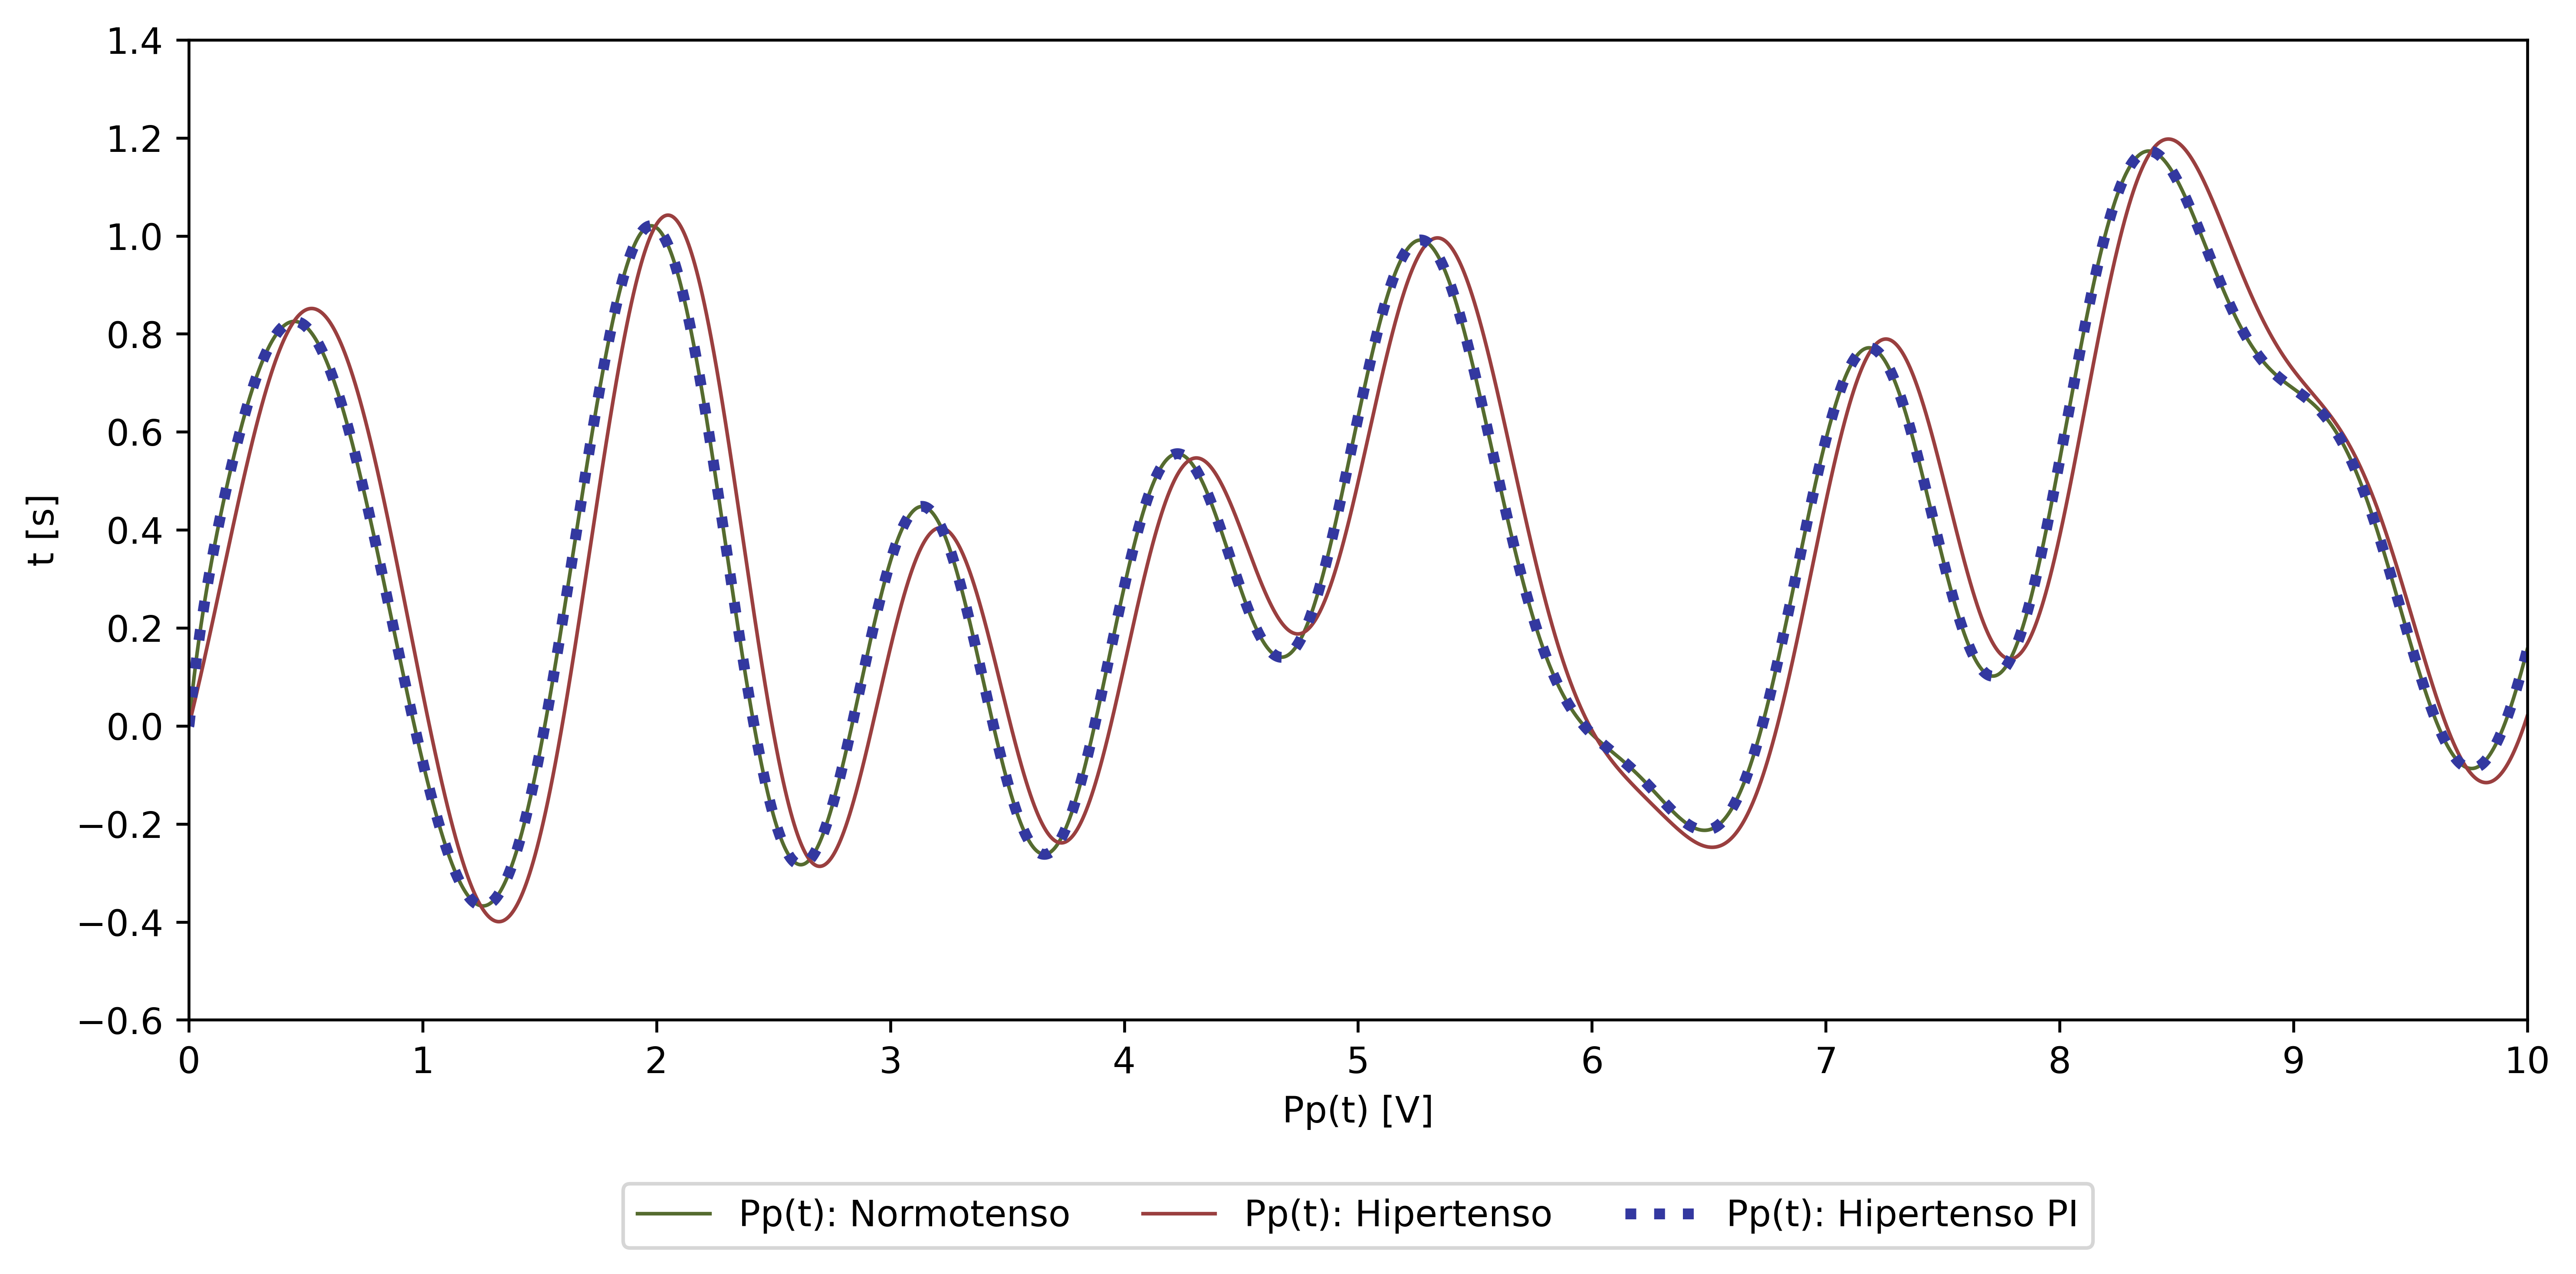 1.4
1.2
1.0
0.8
0.6
0.4
0.2
0.0
−0.2
−0.4
−0.6
t [s]
0 1 2 3 4 5 6 7 8 9 10
Pp(t) [V]
Pp(t): Normotenso Pp(t): Hipertenso Pp(t): Hipertenso PI